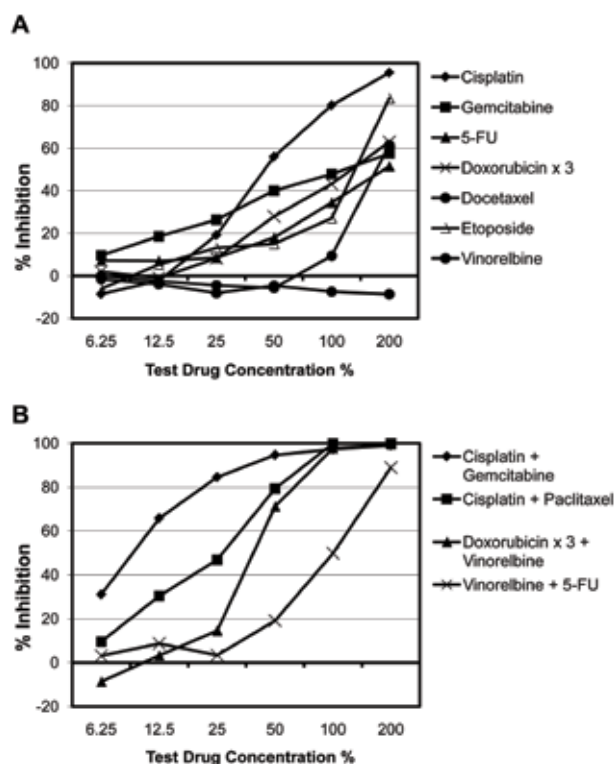 A
100
80
60
40
20
0
-20
% Inhibition
6.25 12.5 25 50 100 200
Test Drug Concentration %
Cisplatin
Gemcitabine
5-FU
Doxorubicin x 3
Docetaxel
Etoposide
Vinorelbine
B
100
80
60
40
20
0
-20
% Inhibition
6.25 12.5 25 50 100 200
Test Drug Concentration %
Cisplatin +
Gemcitabine
Cisplatin + Paclitaxel
Doxorubicin x 3 +
Vinorelbine
Vinorelbine + 5-FU